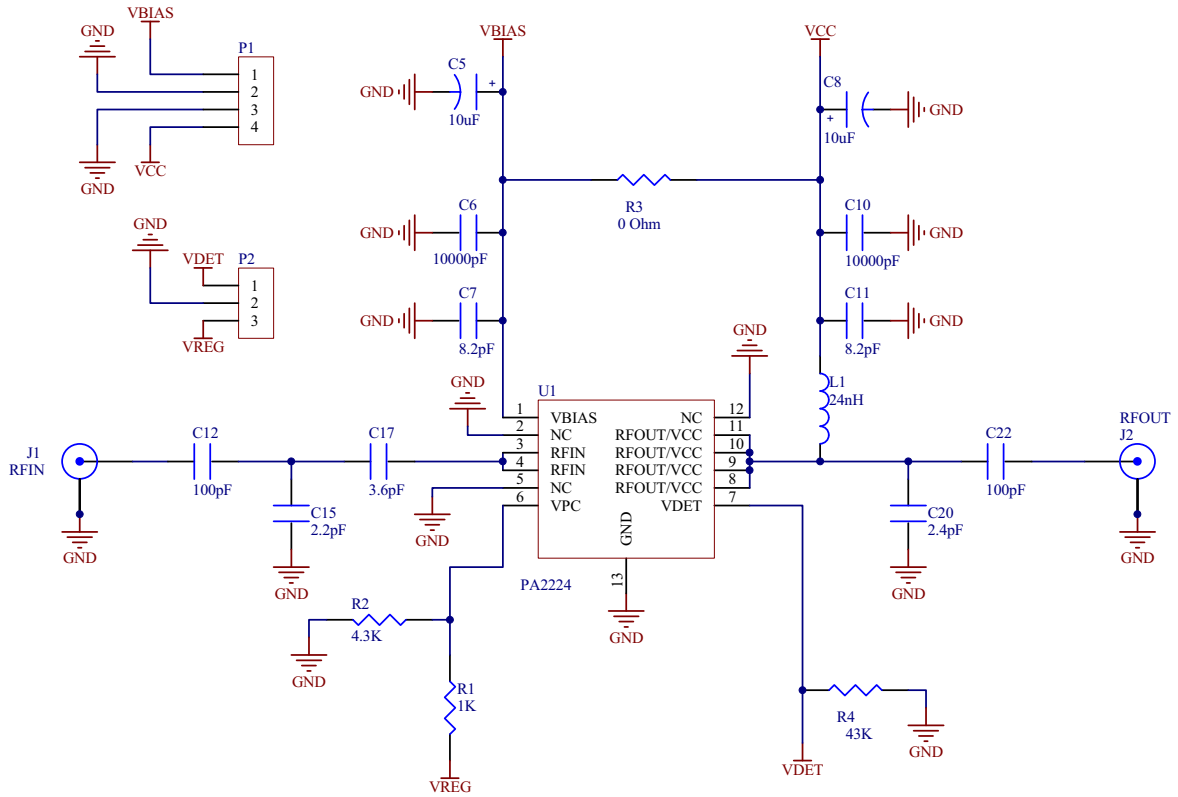 VBIAS
GND
P1
1
2
3
4
VCC
GND
GND
VDET
P2
1
2
3
VREG
VBIAS
C5
+
GND
10uF
VCC
C8
+
GND
10uF
R3
0 Ohm
C6
GND
10000pF
C10
GND
10000pF
C7
GND
8.2pF
C11
GND
8.2pF
GND
GND
L1
24nH
U1
1 VBIAS
2 NC
3 RFIN
4 RFIN
5 NC
6 VPC
NC 12
RFOUT/VCC 11
RFOUT/VCC 10
RFOUT/VCC 9
RFOUT/VCC 8
VDET 7
GND
13
PA2224
GND
J1
RFIN
GND
C12
100pF
C15
2.2pF
GND
C17
3.6pF
GND
RFOUT
J2
GND
C22
100pF
C20
2.4pF
GND
R2
4.3K
GND
R1
1K
VREG
R4
43K
GND
VDET